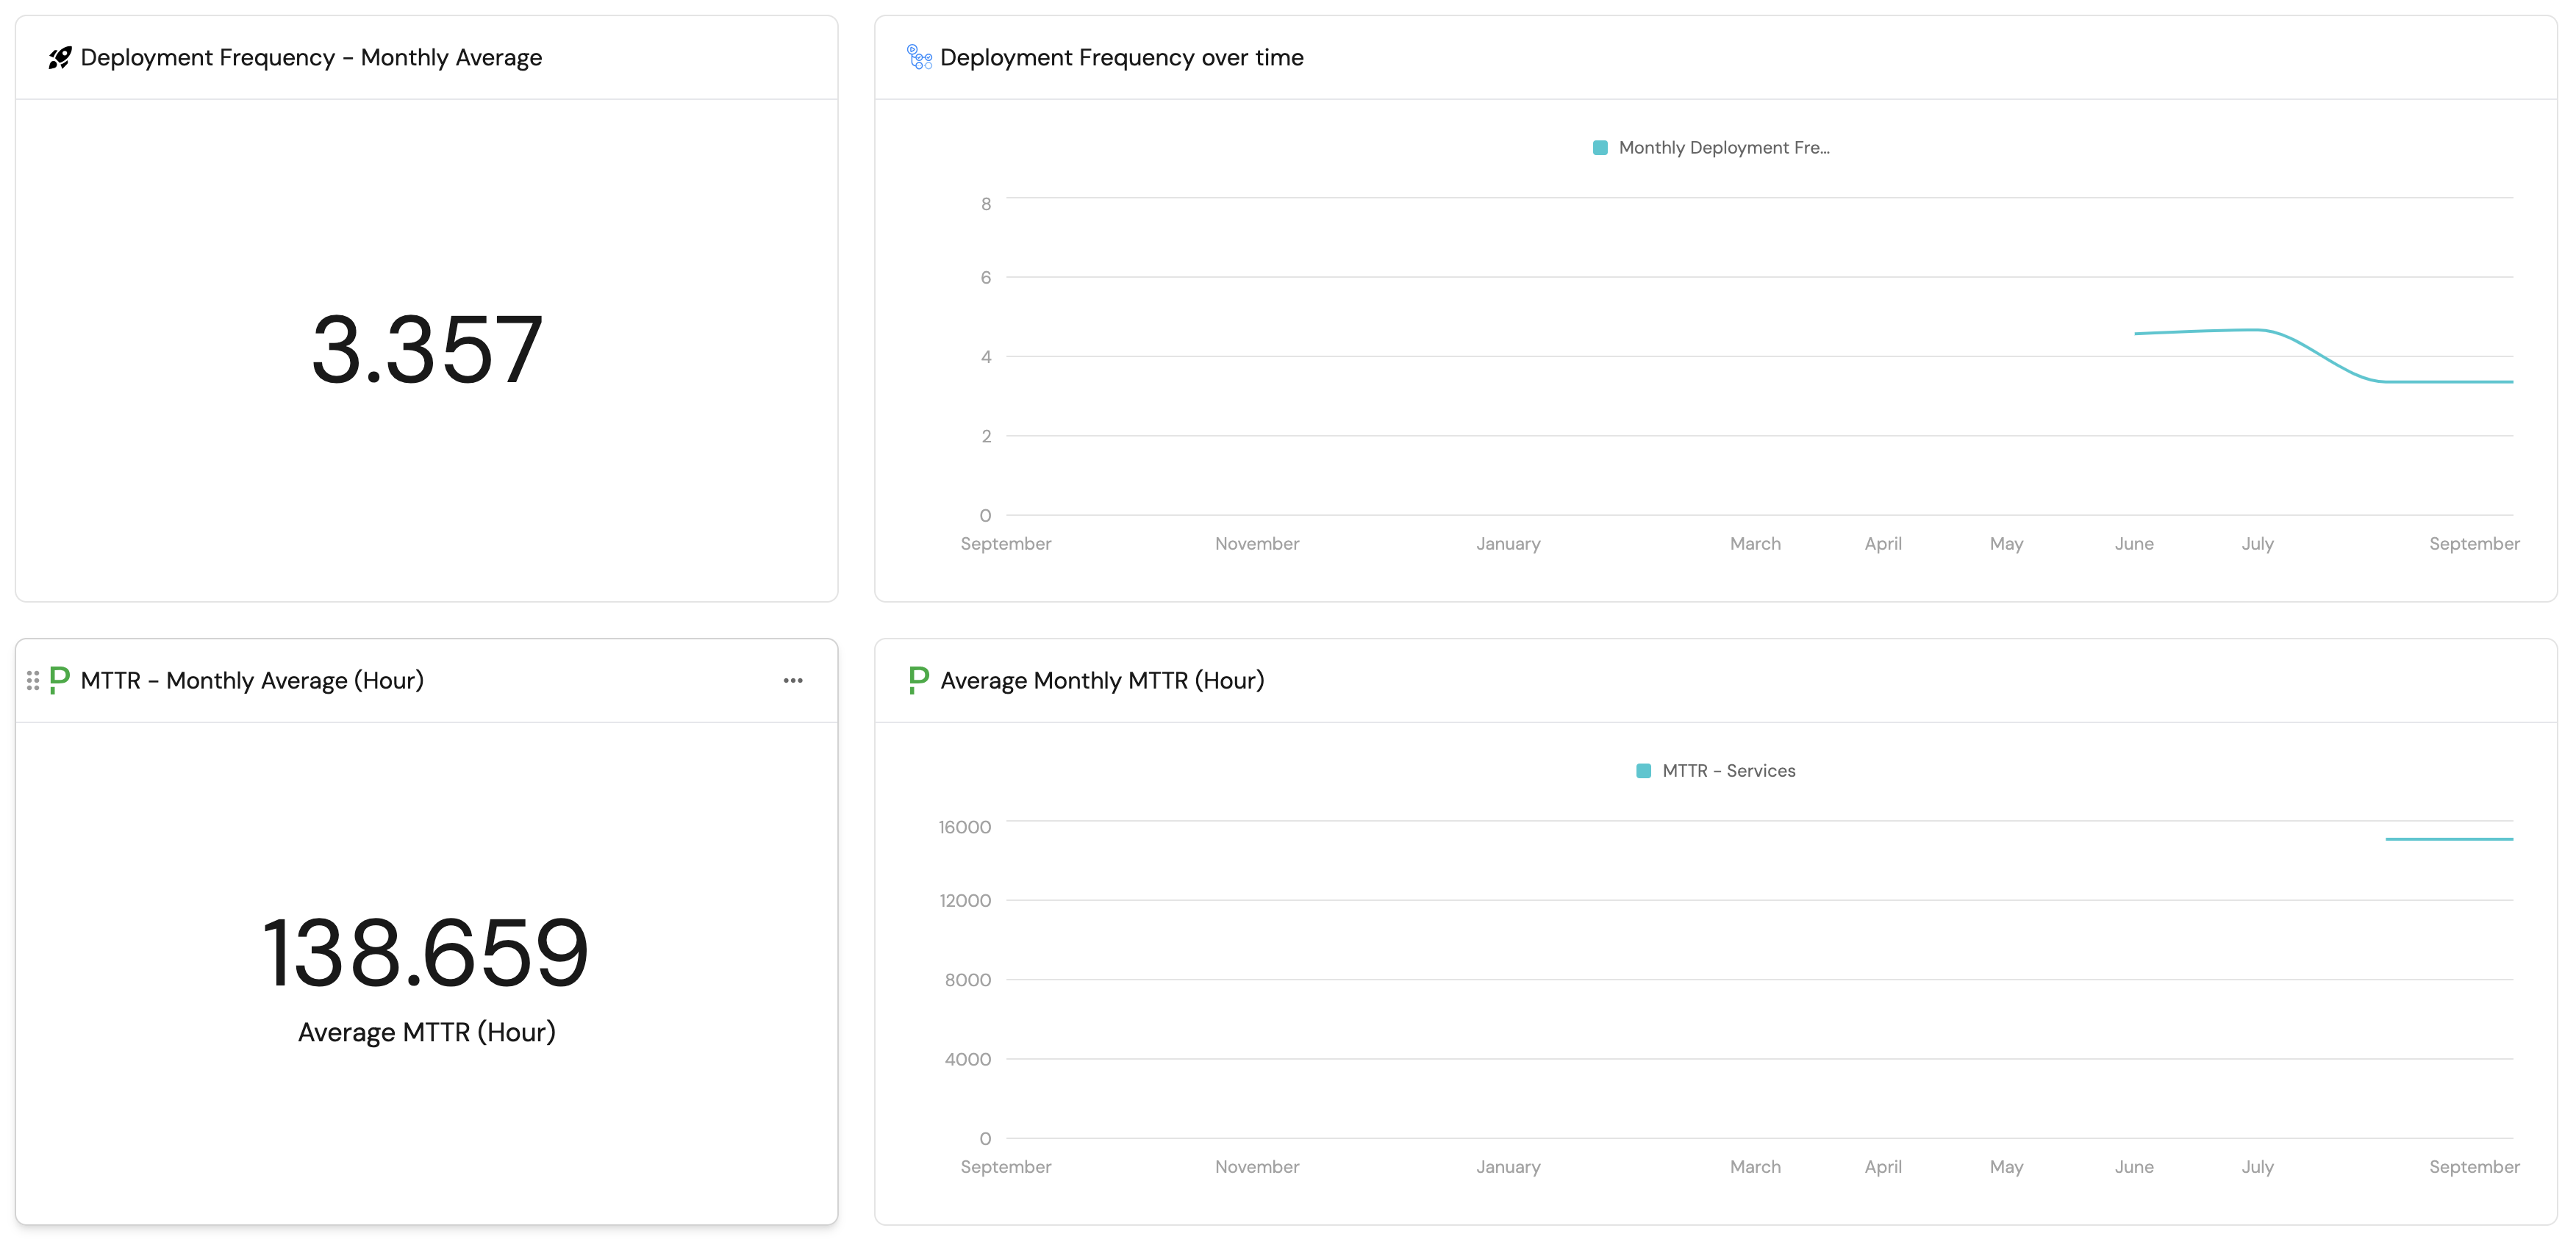 Deployment Frequency - Monthly Average
3.357
Deployment Frequency over time
Monthly Deployment Fre...
8
6
4
2
0
September November January March April May June July September
MTTR - Monthly Average (Hour)
138.659
Average MTTR (Hour)
Average Monthly MTTR (Hour)
MTTR - Services
16000
12000
8000
4000
0
September November January March April May June July September